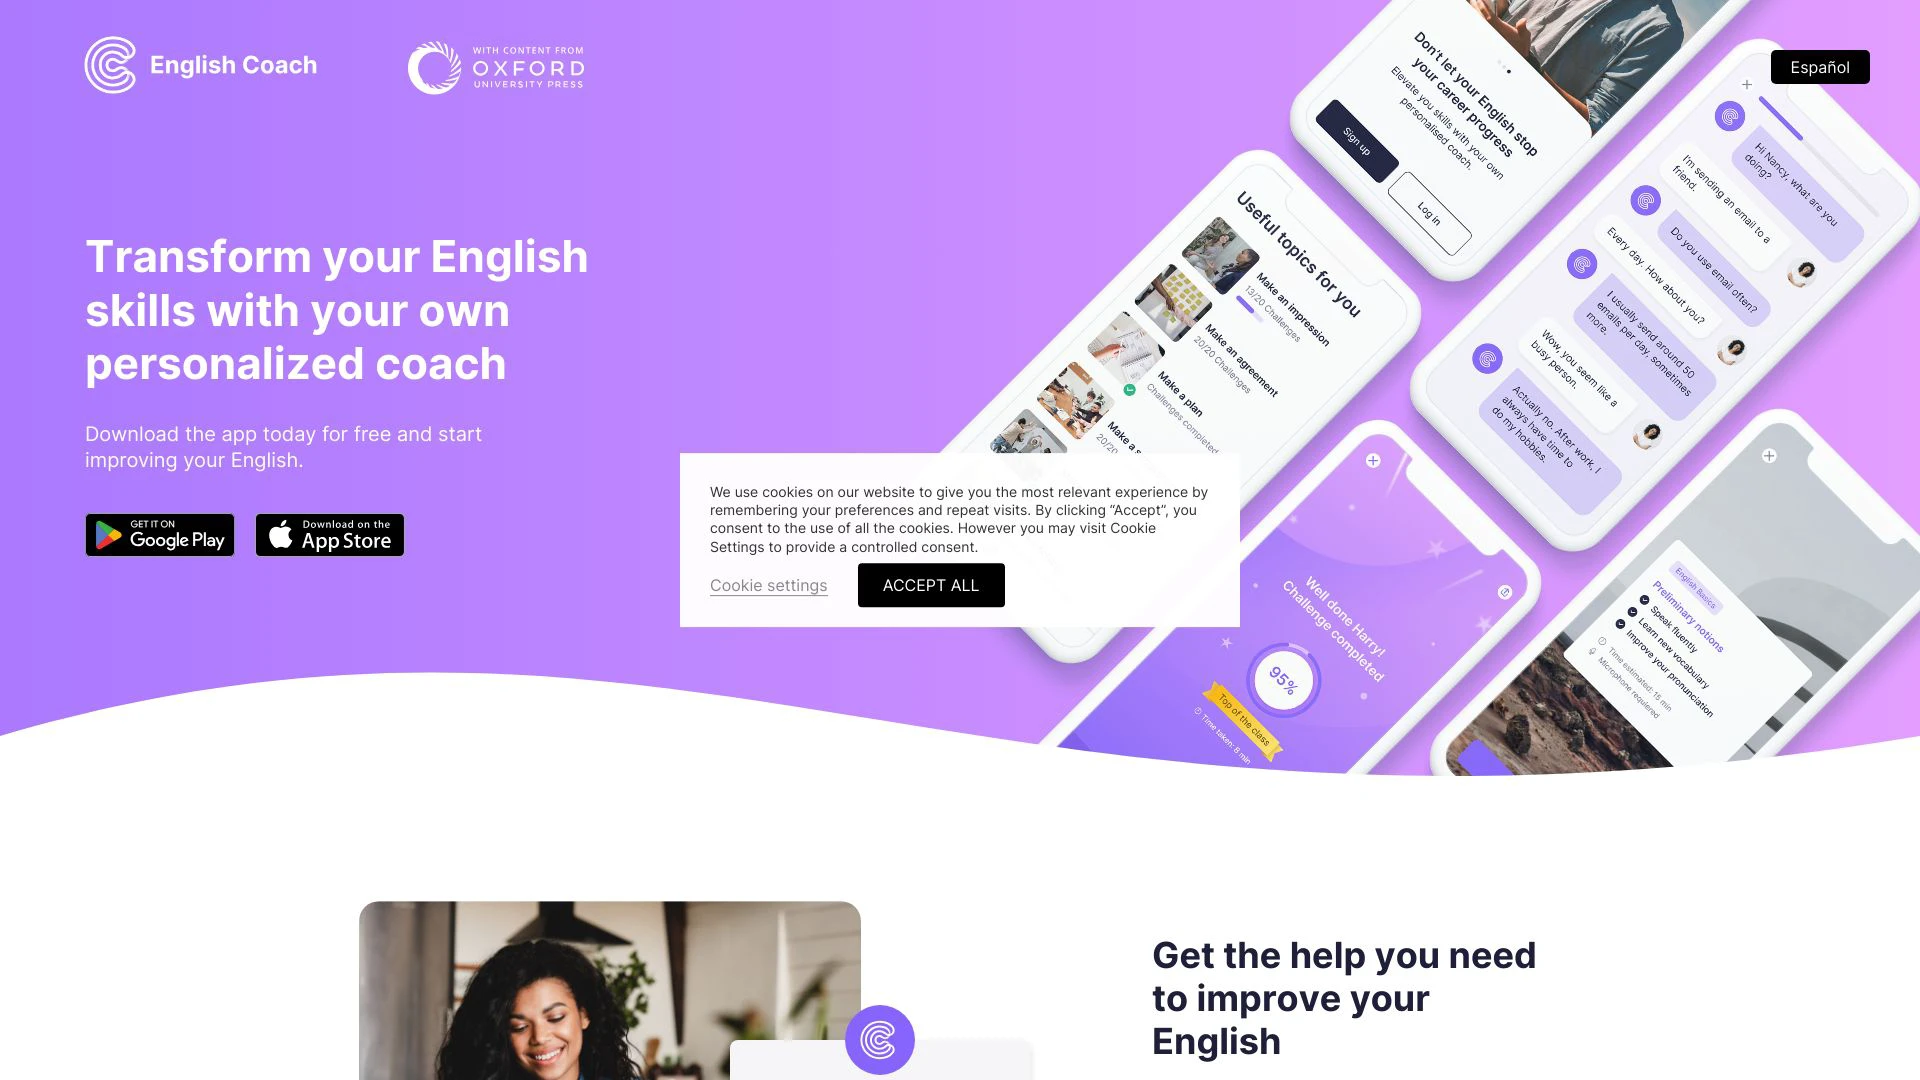 English Coach
WITH CONTENT FROM
OXFORD
UNIVERSITY PRESS
Español
Transform your English
skills with your own
personalized coach
Download the app today for free and start
improving your English.
GET IT ON
Google Play
Download on the
App Store
Don't let your English stop
your career progress
Elevate you skills with your own
personalised coach.
Sign up
Log in
Hi Nancy, what are you
doing?
I'm sending an email to a
friend.
Do you use email often?
Every day. How about you?
I usually send around 50
emails per day, sometimes
more.
Wow, you seem like a
busy person.
Actually no. After work, I
always have time to
do my hobbies.
Useful topics for you
Make an impression
13/20 Challenges
Make an agreement
20/20 Challenges
Make a plan
Challenges completed
Make a s
20/20
We use cookies on our website to give you the most relevant experience by
remembering your preferences and repeat visits. By clicking “Accept”, you
consent to the use of all the cookies. However you may visit Cookie
Settings to provide a controlled consent.
Cookie settings
ACCEPT ALL
Well done Harry!
Challenge completed
95%
Top of the class
Time taken: 8 min
English Basics
Preliminary notions
Speak fluently
Learn new vocabulary
Improve your pronunciation
Time estimated: 15 min
Microphone requiered
Get the help you need
to improve your
English